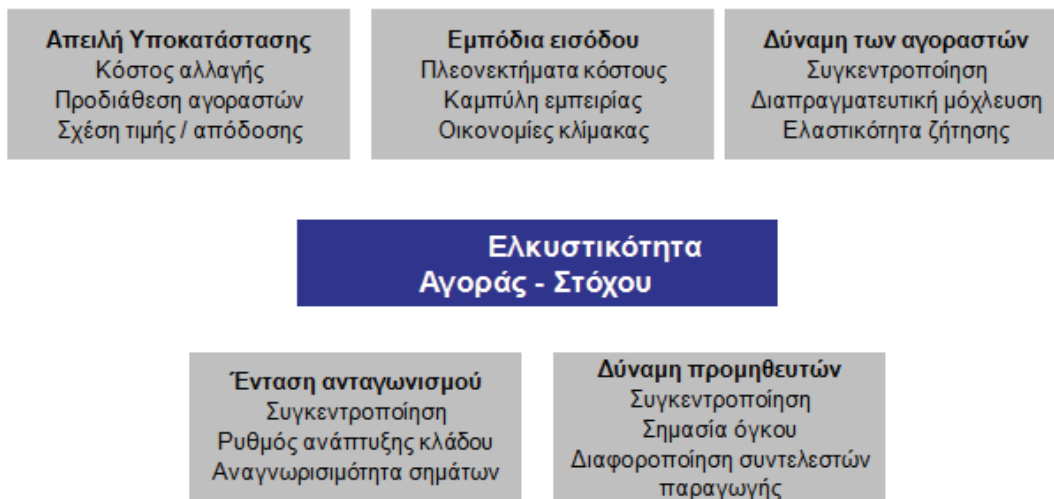 Απειλή Υποκατάστασης
Κόστος αλλαγής
Προδιάθεση αγοραστών
Σχέση τιμής / απόδοσης
Εμπόδια εισόδου
Πλεονεκτήματα κόστους
Καμπύλη εμπειρίας
Οικονομίες κλίμακας
Δύναμη των αγοραστών
Συγκεντροποίηση
Διαπραγματευτική μόχλευση
Ελαστικότητα ζήτησης
Ελκυστικότητα
Αγοράς - Στόχου
Ένταση ανταγωνισμού
Συγκεντροποίηση
Ρυθμός ανάπτυξης κλάδου
Αναγνωρισιμότητα σημάτων
Δύναμη προμηθευτών
Συγκεντροποίηση
Σημασία όγκου
Διαφοροποίηση συντελεστών
παραγωγής